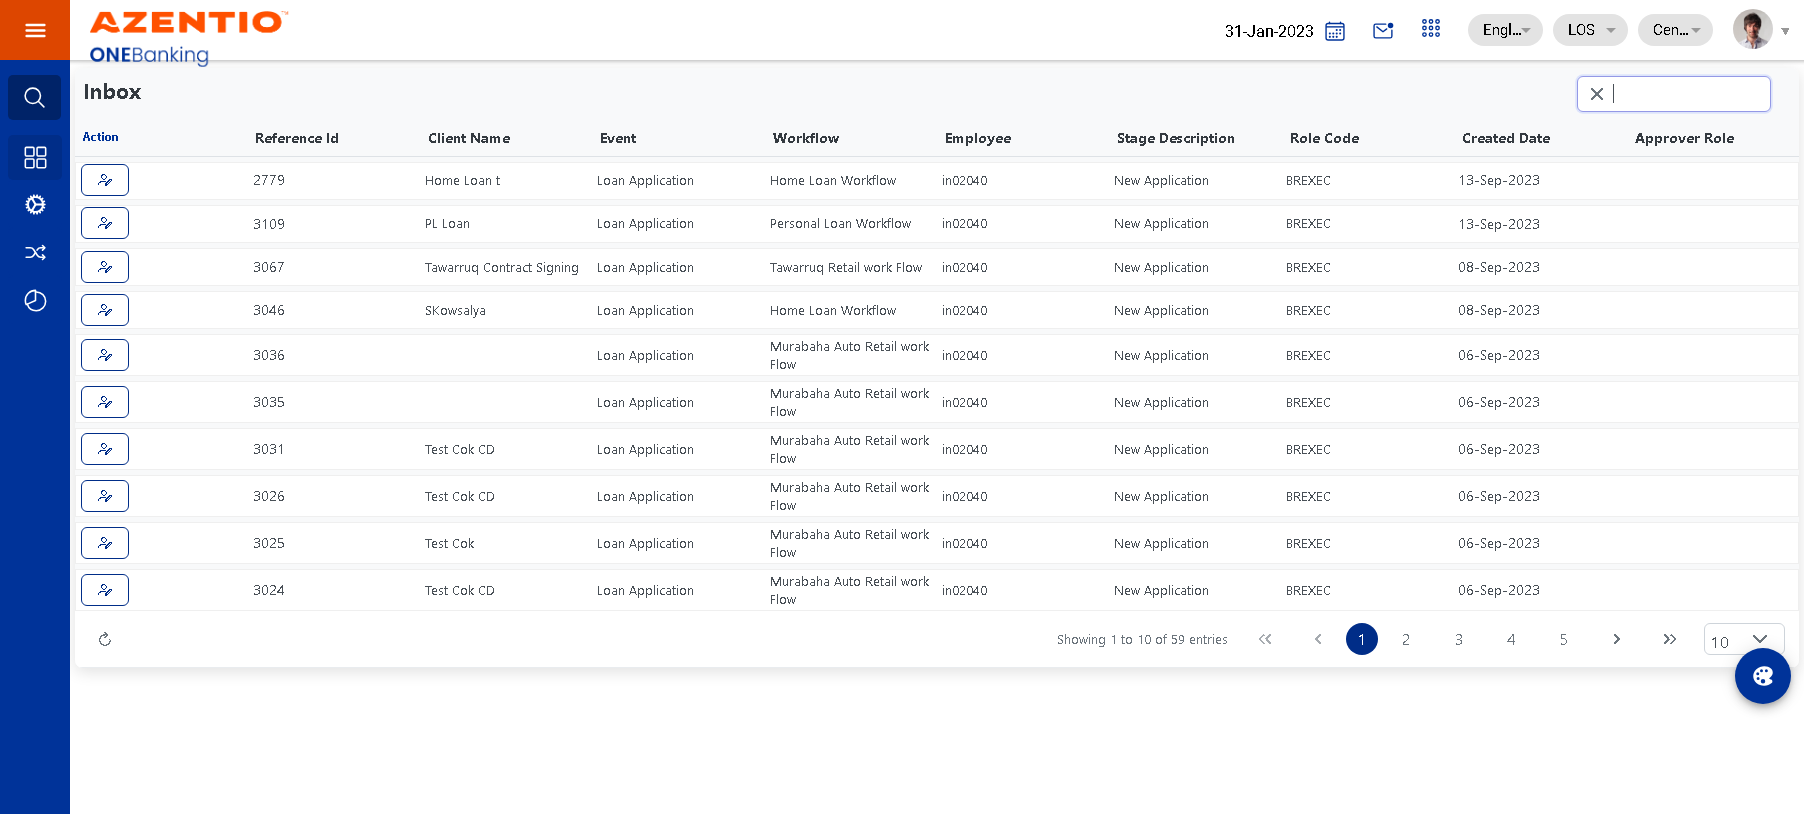 AZENTIO™
ONEBanking
31-Jan-2023 Engl... LOS Cen...
Inbox
Action Reference Id Client Name Event Workflow Employee Stage Description Role Code Created Date Approver Role
2779 Home Loan t Loan Application Home Loan Workflow in02040 New Application BREXEC 13-Sep-2023
3109 PL Loan Loan Application Personal Loan Workflow in02040 New Application BREXEC 13-Sep-2023
3067 Tawarruq Contract Signing Loan Application Tawarruq Retail work Flow in02040 New Application BREXEC 08-Sep-2023
3046 SKowsalya Loan Application Home Loan Workflow in02040 New Application BREXEC 08-Sep-2023
3036 Loan Application Murabaha Auto Retail work Flow in02040 New Application BREXEC 06-Sep-2023
3035 Loan Application Murabaha Auto Retail work Flow in02040 New Application BREXEC 06-Sep-2023
3031 Test Cok CD Loan Application Murabaha Auto Retail work Flow in02040 New Application BREXEC 06-Sep-2023
3026 Test Cok CD Loan Application Murabaha Auto Retail work Flow in02040 New Application BREXEC 06-Sep-2023
3025 Test Cok Loan Application Murabaha Auto Retail work Flow in02040 New Application BREXEC 06-Sep-2023
3024 Test Cok CD Loan Application Murabaha Auto Retail work Flow in02040 New Application BREXEC 06-Sep-2023
Showing 1 to 10 of 59 entries 1 2 3 4 5 10